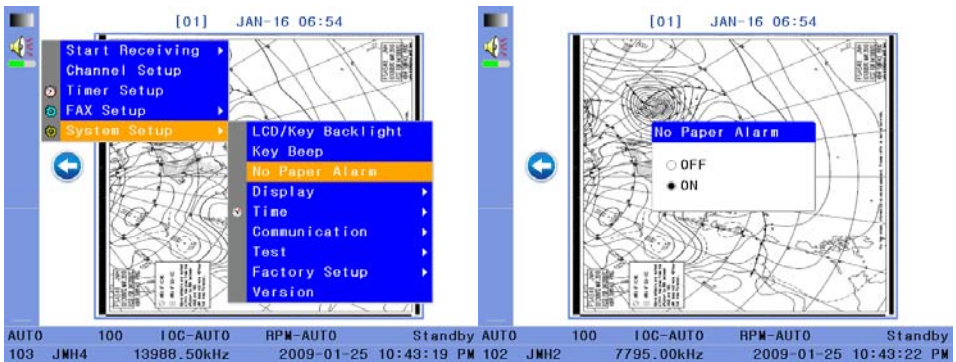 [01] JAN-16 06:54
Start Receiving
Channel Setup
Timer Setup
FAX Setup
System Setup
LCD/Key Backlight
Key Beep
No Paper Alarm
Display
Time
Communication
Test
Factory Setup
Version
AUTO 100 IOC-AUTO RPM-AUTO Standby
103 JMH4 13988.50kHz 2009-01-25 10:43:19 PM
[01] JAN-16 06:54
No Paper Alarm
OFF
ON
AUTO 100 IOC-AUTO RPM-AUTO Standby
102 JMH2 7795.00kHz 2009-01-25 10:43:22 PM